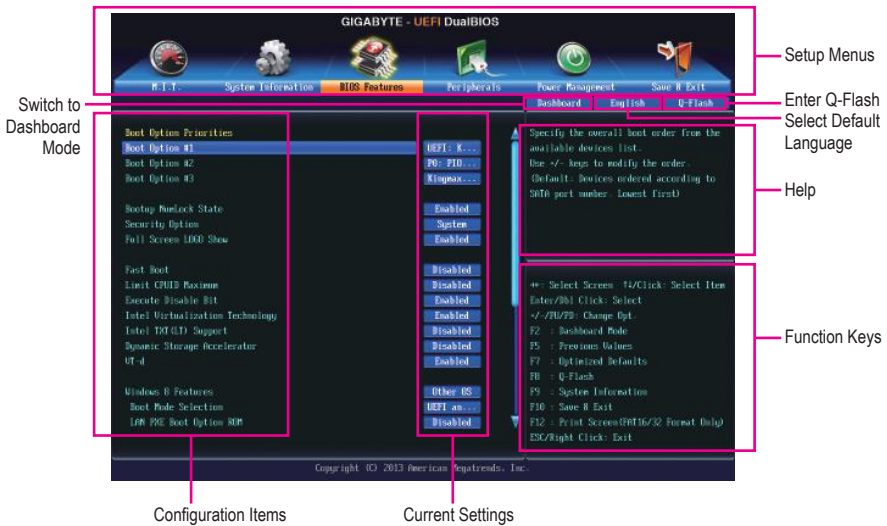 GIGABYTE - UEFI DualBIOS
M.I.T.
System Information
BIOS Features
Peripherals
Power Management
Save & Exit
Setup Menus
Dashboard
English
Q-Flash
Switch to
Dashboard
Mode
Enter Q-Flash
Select Default
Language
Boot Option Priorities
Boot Option #1 UEFI: K...
Boot Option #2 P0: PIO...
Boot Option #3 Kingmax...
Bootup NumLock State Enabled
Security Option System
Full Screen LOGO Show Enabled
Fast Boot Disabled
Limit CPUID Maximum Disabled
Execute Disable Bit Enabled
Intel Virtualization Technology Enabled
Intel TXT(LT) Support Disabled
Dynamic Storage Accelerator Disabled
VT-d Enabled
Windows 8 Features Other OS
Boot Mode Selection UEFI an...
LAN PXE Boot Option ROM Disabled
Specify the overall boot order from the
available devices list.
Use +/- keys to modify the order.
(Default: Devices ordered according to
SATA port number. Lowest first)
Help
↔: Select Screen ↑↓/Click: Select Item
Enter/Dbl Click: Select
+/-/PU/PD: Change Opt.
F2 : Dashboard Mode
F5 : Previous Values
F7 : Optimized Defaults
F8 : Q-Flash
F9 : System Information
F10 : Save & Exit
F12 : Print Screen(FAT16/32 Format Only)
ESC/Right Click: Exit
Function Keys
Copyright (C) 2013 American Megatrends, Inc.
Configuration Items
Current Settings